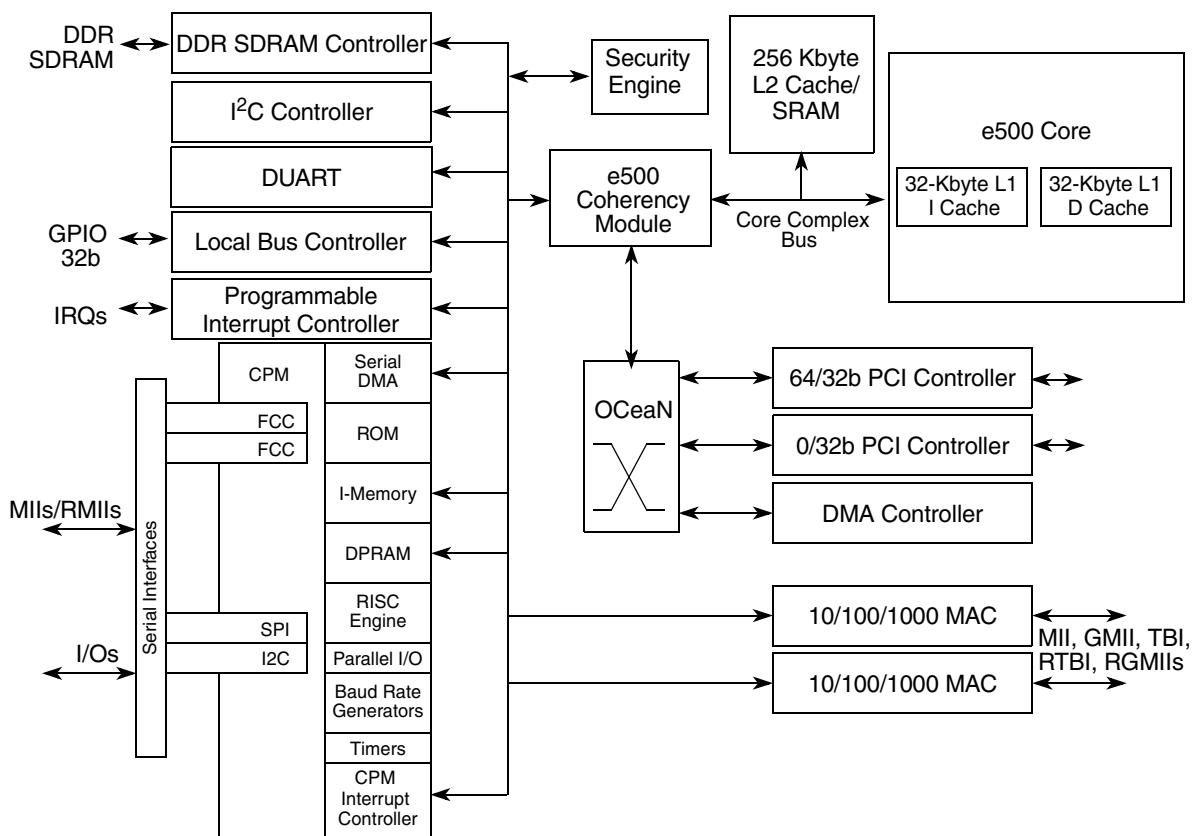 DDR
SDRAM
DDR SDRAM Controller
I²C Controller
DUART
GPIO
32b
Local Bus Controller
IRQs
Programmable
Interrupt Controller
Security
Engine
256 Kbyte
L2 Cache/
SRAM
e500 Core
32-Kbyte L1
I Cache
32-Kbyte L1
D Cache
e500
Coherency
Module
Core Complex
Bus
OCeaN
64/32b PCI Controller
0/32b PCI Controller
DMA Controller
10/100/1000 MAC
10/100/1000 MAC
MII, GMII, TBI,
RTBI, RGMIIs
CPM
Serial
DMA
FCC
FCC
ROM
I-Memory
MIIs/RMIIs
DPRAM
Serial Interfaces
RISC
Engine
SPI
I2C
I/Os
Parallel I/O
Baud Rate
Generators
Timers
CPM
Interrupt
Controller